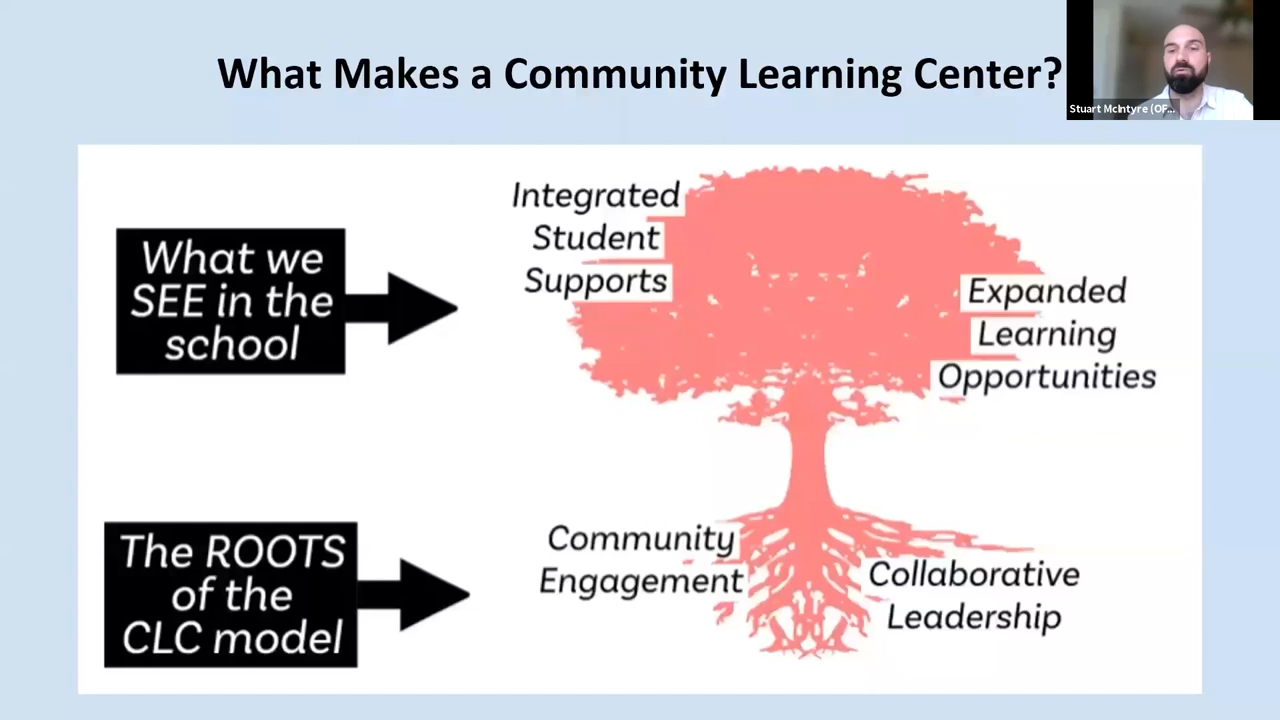 What Makes a Community Learning Center?
Stuart McIntyre (OF...
Integrated
Student
Supports
What we
SEE in the
school
Expanded
Learning
Opportunities
Community
Engagement
The ROOTS
of the
CLC model
Collaborative
Leadership